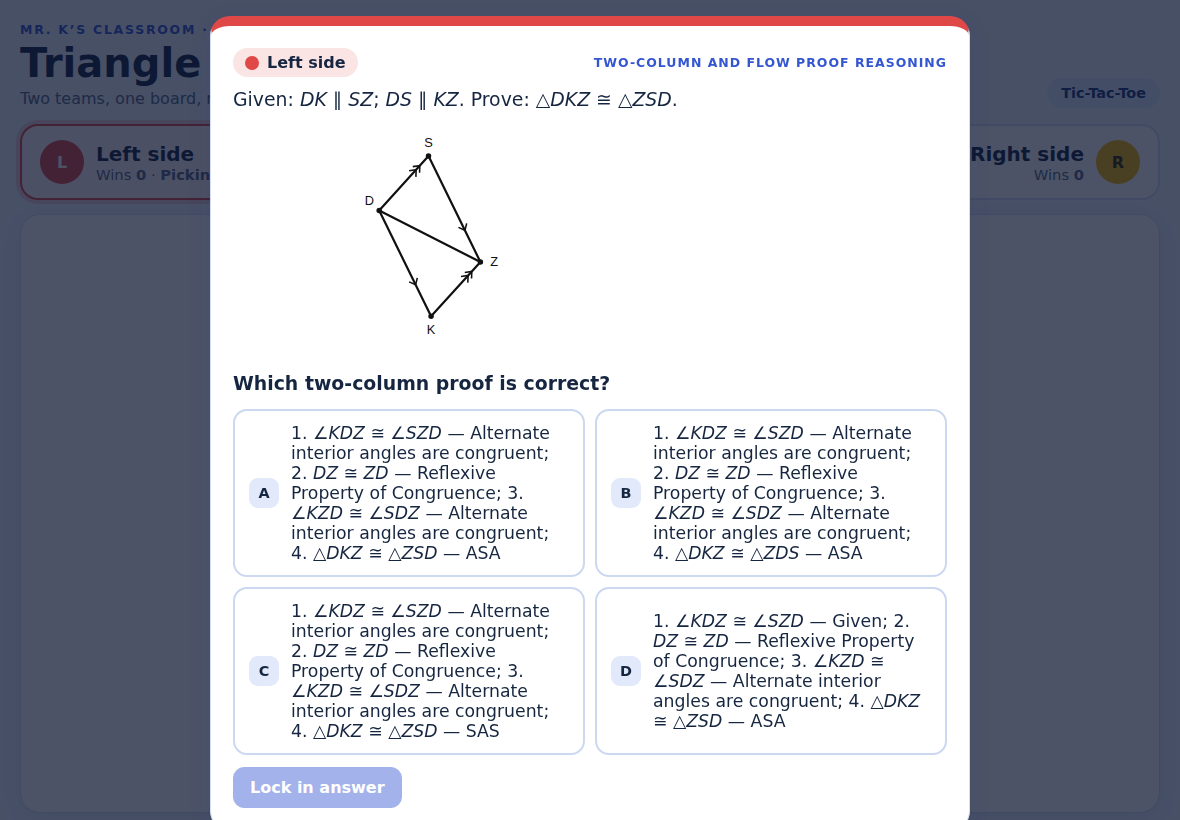 MR. K’S CLASSROOM ·
Triangle
Two teams, one board,
Tic-Tac-Toe
L
Left side
Wins 0 · Pickin
Right side
Wins 0
R
Left side
TWO-COLUMN AND FLOW PROOF REASONING
Given: DK ∥ SZ; DS ∥ KZ. Prove: △DKZ ≅ △ZSD.
S
D
Z
K
Which two-column proof is correct?
A
1. ∠KDZ ≅ ∠SZD — Alternate
interior angles are congruent;
2. DZ ≅ ZD — Reflexive
Property of Congruence; 3.
∠KZD ≅ ∠SDZ — Alternate
interior angles are congruent;
4. △DKZ ≅ △ZSD — ASA
B
1. ∠KDZ ≅ ∠SZD — Alternate
interior angles are congruent;
2. DZ ≅ ZD — Reflexive
Property of Congruence; 3.
∠KZD ≅ ∠SDZ — Alternate
interior angles are congruent;
4. △DKZ ≅ △ZDS — ASA
C
1. ∠KDZ ≅ ∠SZD — Alternate
interior angles are congruent;
2. DZ ≅ ZD — Reflexive
Property of Congruence; 3.
∠KZD ≅ ∠SDZ — Alternate
interior angles are congruent;
4. △DKZ ≅ △ZSD — SAS
D
1. ∠KDZ ≅ ∠SZD — Given; 2.
DZ ≅ ZD — Reflexive Property
of Congruence; 3. ∠KZD ≅
∠SDZ — Alternate interior
angles are congruent; 4. △DKZ
≅ △ZSD — ASA
Lock in answer